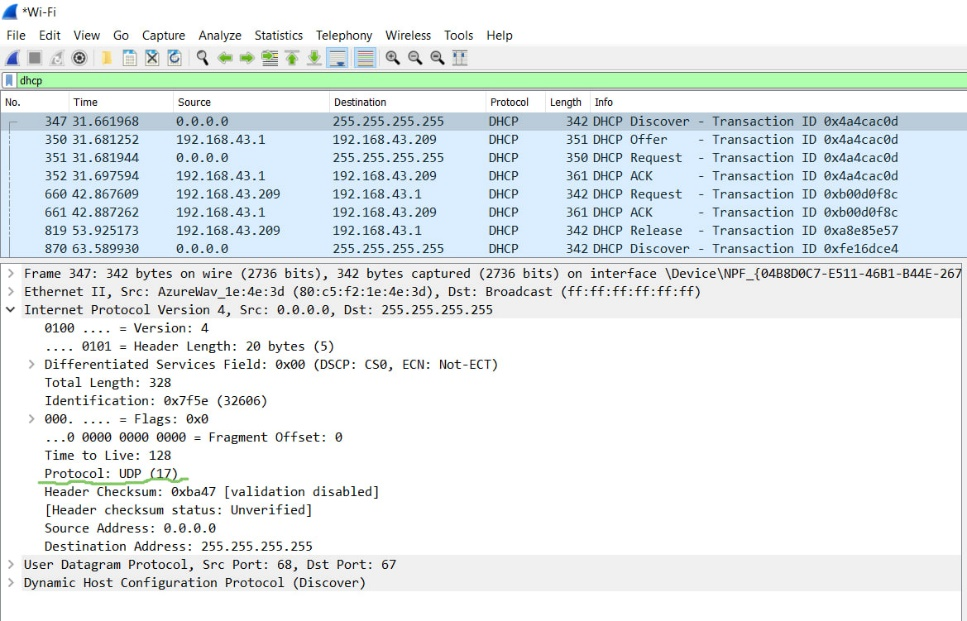 *Wi-Fi
File Edit View Go Capture Analyze Statistics Telephony Wireless Tools Help
dhcp
No. Time Source Destination Protocol Length Info
347 31.661968 0.0.0.0 255.255.255.255 DHCP 342 DHCP Discover - Transaction ID 0x4a4cac0d
350 31.681252 192.168.43.1 192.168.43.209 DHCP 351 DHCP Offer - Transaction ID 0x4a4cac0d
351 31.681944 0.0.0.0 255.255.255.255 DHCP 350 DHCP Request - Transaction ID 0x4a4cac0d
352 31.697594 192.168.43.1 192.168.43.209 DHCP 361 DHCP ACK - Transaction ID 0x4a4cac0d
660 42.867609 192.168.43.209 192.168.43.1 DHCP 342 DHCP Request - Transaction ID 0xb00d0f8c
661 42.887262 192.168.43.1 192.168.43.209 DHCP 361 DHCP ACK - Transaction ID 0xb00d0f8c
819 53.925173 192.168.43.209 192.168.43.1 DHCP 342 DHCP Release - Transaction ID 0xa8e85e57
870 63.589930 0.0.0.0 255.255.255.255 DHCP 342 DHCP Discover - Transaction ID 0xfe16dce4
Frame 347: 342 bytes on wire (2736 bits), 342 bytes captured (2736 bits) on interface \Device\NPF_{04B8D0C7-E511-46B1-B44E-267
Ethernet II, Src: AzureWav_1e:4e:3d (80:c5:f2:1e:4e:3d), Dst: Broadcast (ff:ff:ff:ff:ff:ff)
Internet Protocol Version 4, Src: 0.0.0.0, Dst: 255.255.255.255
0100 .... = Version: 4
.... 0101 = Header Length: 20 bytes (5)
Differentiated Services Field: 0x00 (DSCP: CS0, ECN: Not-ECT)
Total Length: 328
Identification: 0x7f5e (32606)
000. .... = Flags: 0x0
...0 0000 0000 0000 = Fragment Offset: 0
Time to Live: 128
Protocol: UDP (17)
Header Checksum: 0xba47 [validation disabled]
[Header checksum status: Unverified]
Source Address: 0.0.0.0
Destination Address: 255.255.255.255
User Datagram Protocol, Src Port: 68, Dst Port: 67
Dynamic Host Configuration Protocol (Discover)